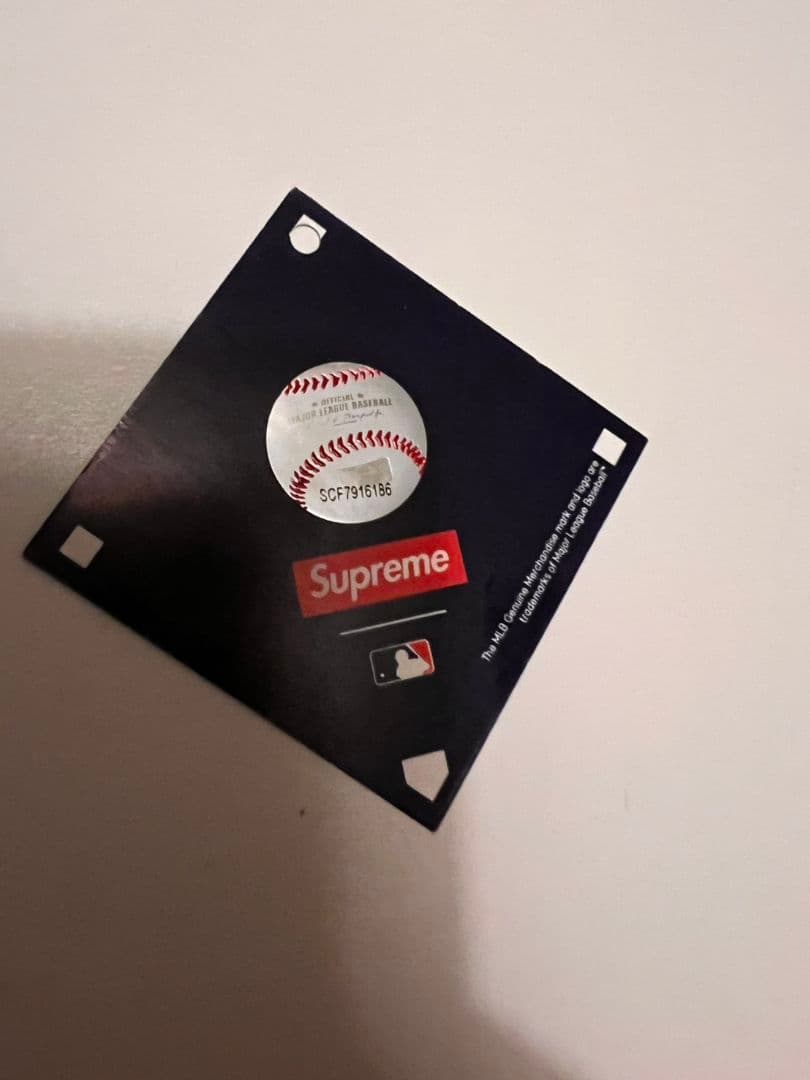 OFFICIAL
MAJOR LEAGUE BASEBALL
SCF7916186
Supreme
The MLB Genuine Merchandise mark and logo are
trademarks of Major League Baseball